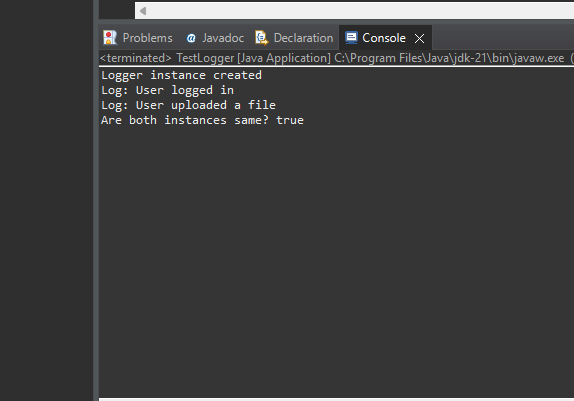 Problems Javadoc Declaration Console
<terminated> TestLogger [Java Application] C:\Program Files\Java\jdk-21\bin\javaw.exe (
Logger instance created
Log: User logged in
Log: User uploaded a file
Are both instances same? true